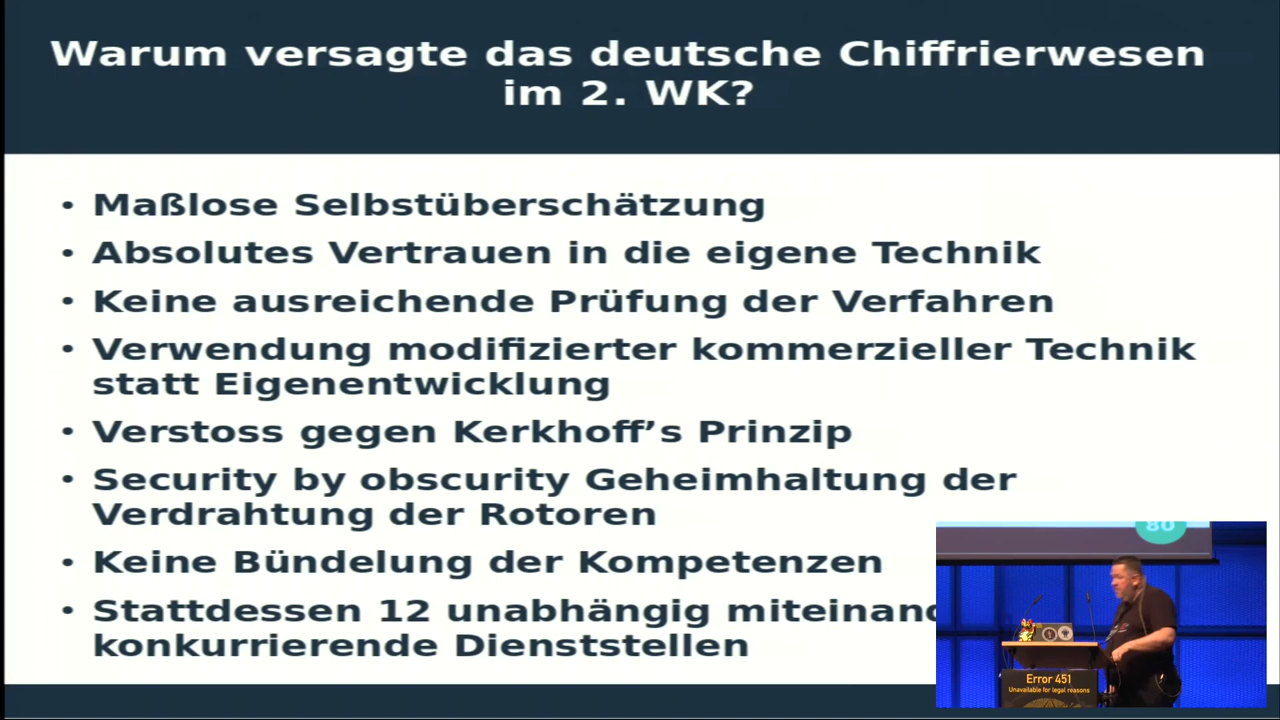 Warum versagte das deutsche Chiffrierwesen
im 2. WK?
• Maßlose Selbstüberschätzung
• Absolutes Vertrauen in die eigene Technik
• Keine ausreichende Prüfung der Verfahren
• Verwendung modifizierter kommerzieller Technik
statt Eigenentwicklung
• Verstoss gegen Kerkhoff’s Prinzip
• Security by obscurity Geheimhaltung der
Verdrahtung der Rotoren
• Keine Bündelung der Kompetenzen
• Stattdessen 12 unabhängig
konkurrierende Dienststellen
80
Error 451
Unavailable for legal reasons